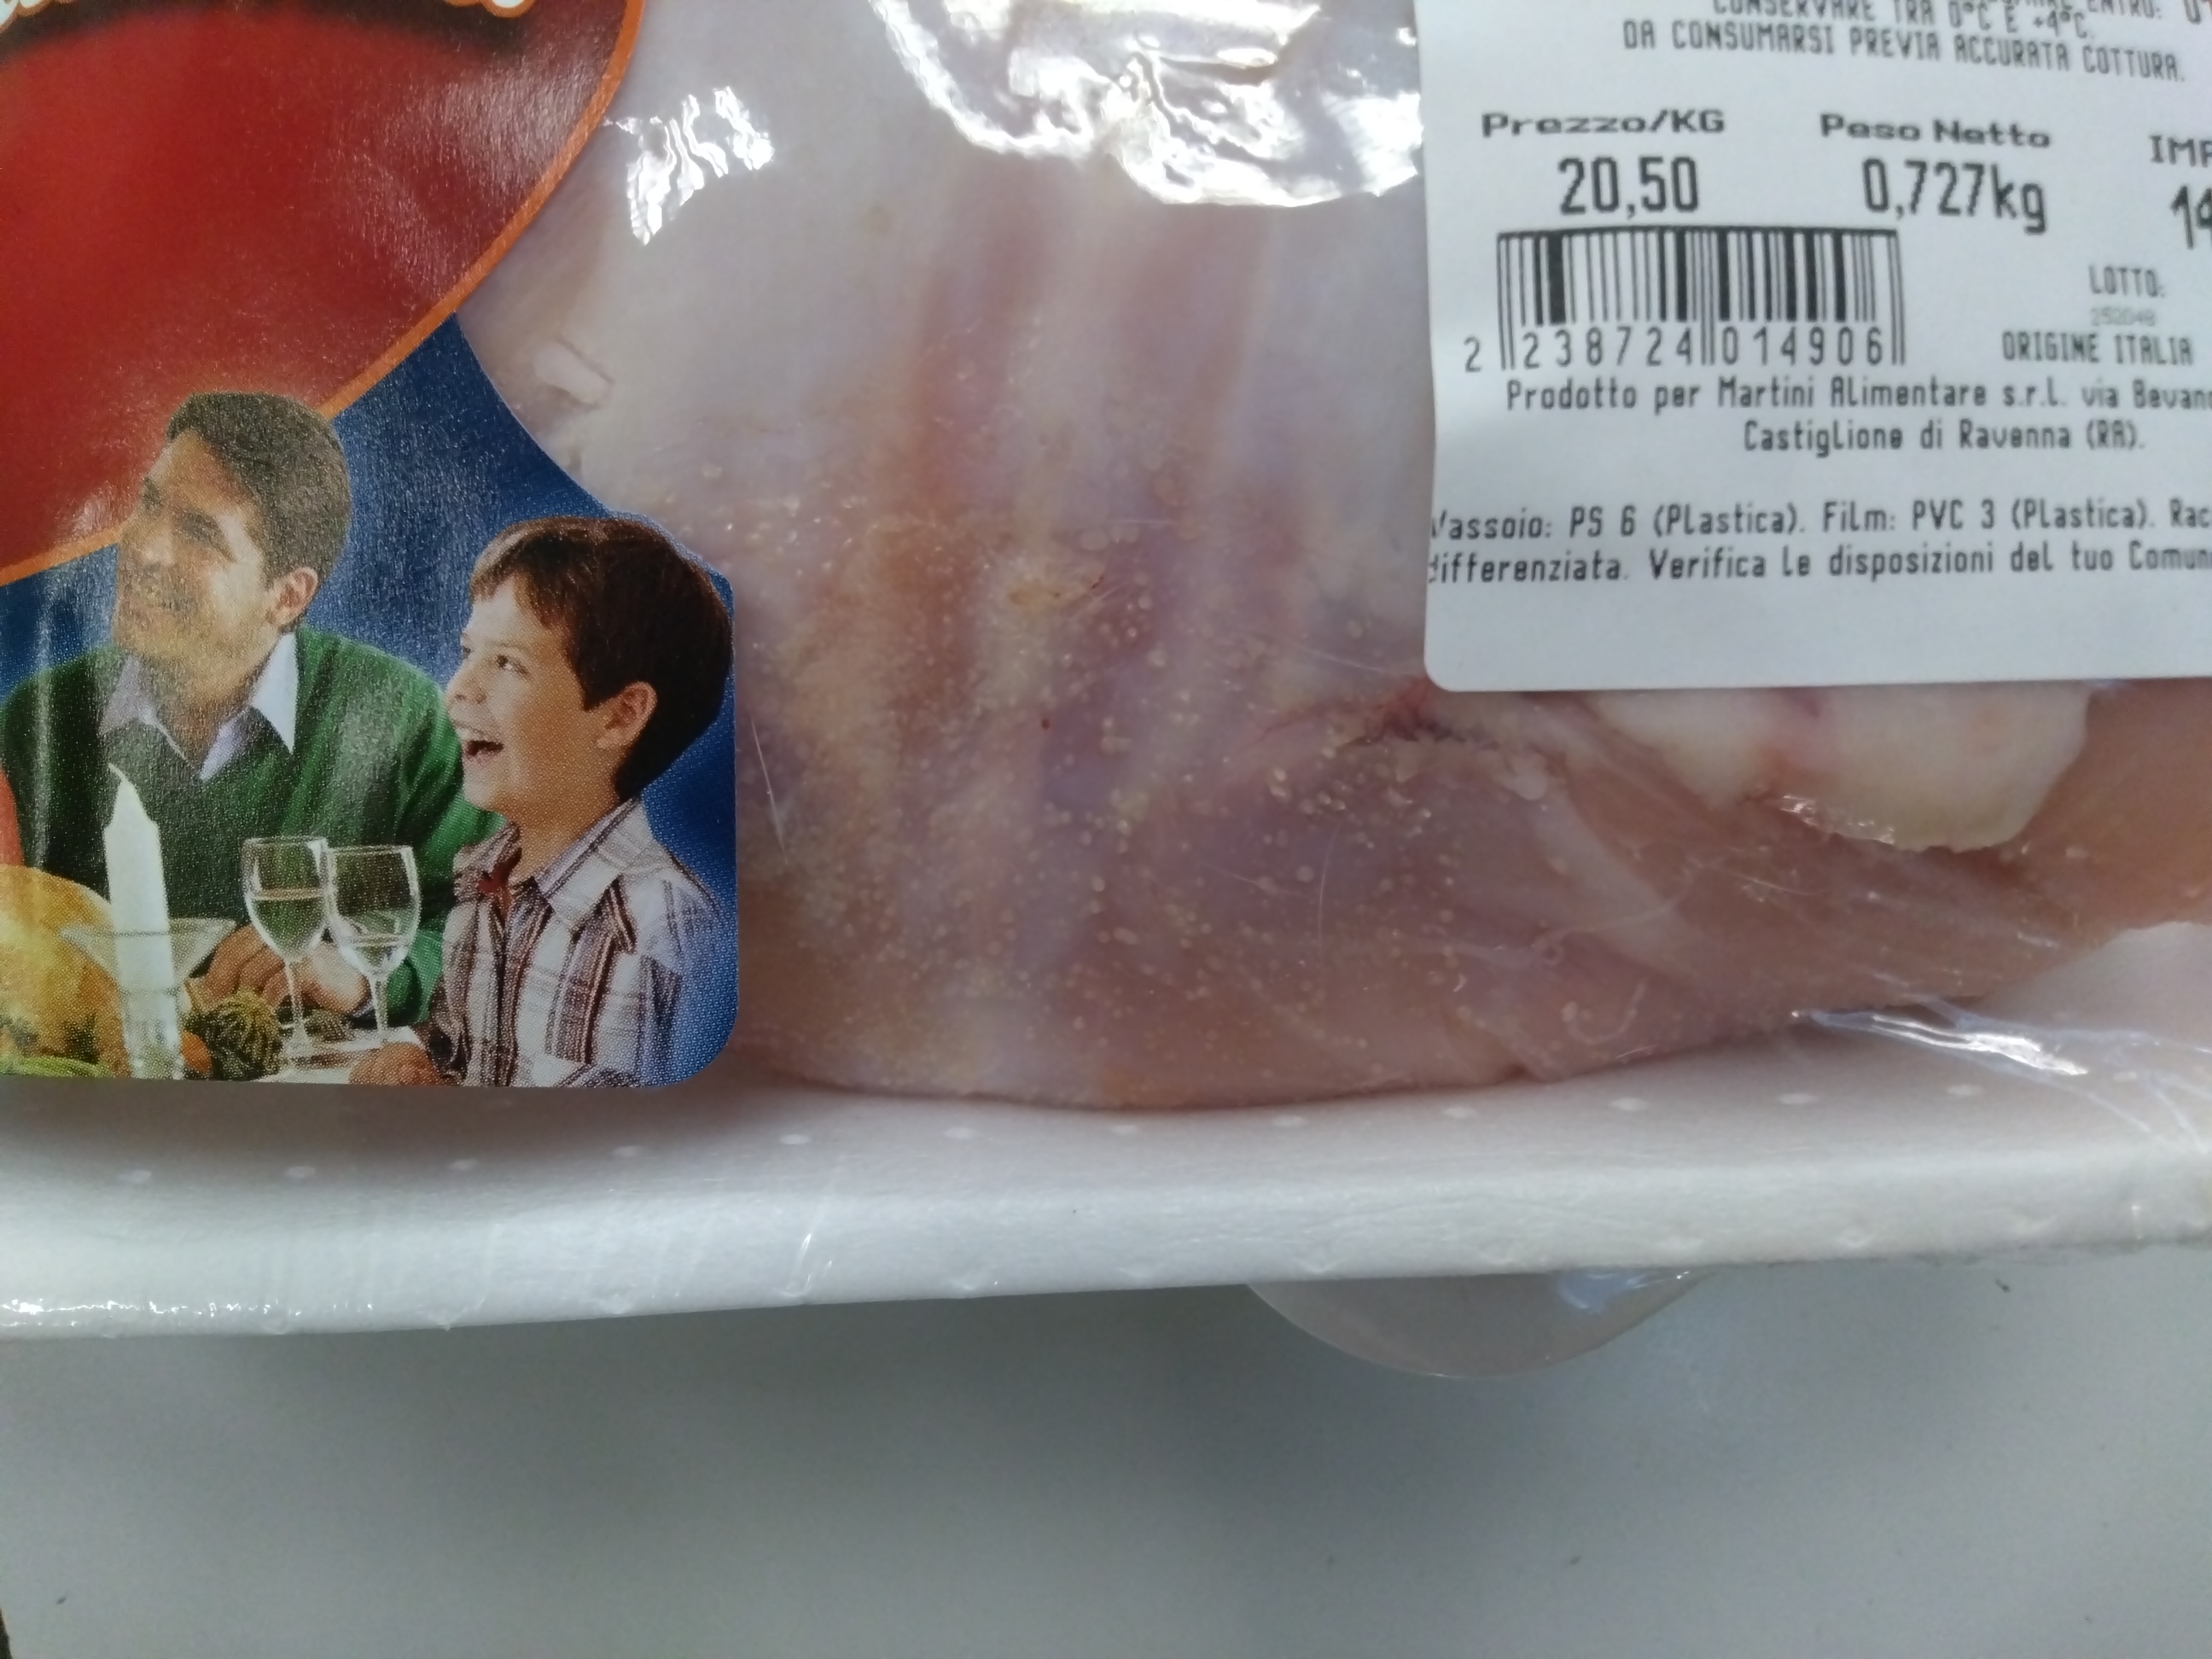 CONSERVARE TRA 0°C E +4°C.
DA CONSUMARSI PREVIA ACCURATA COTTURA.
Prezzo/KG Peso Netto
20,50 0,727kg
LOTTO:
2 238724 014906
ORIGINE ITALIA
Prodotto per Martini Alimentare s.r.l. via
Castiglione di Ravenna (RA).
Vassoio: PS 6 (Plastica). Film: PVC 3 (Plastica).
differenziata. Verifica le disposizioni del tuo